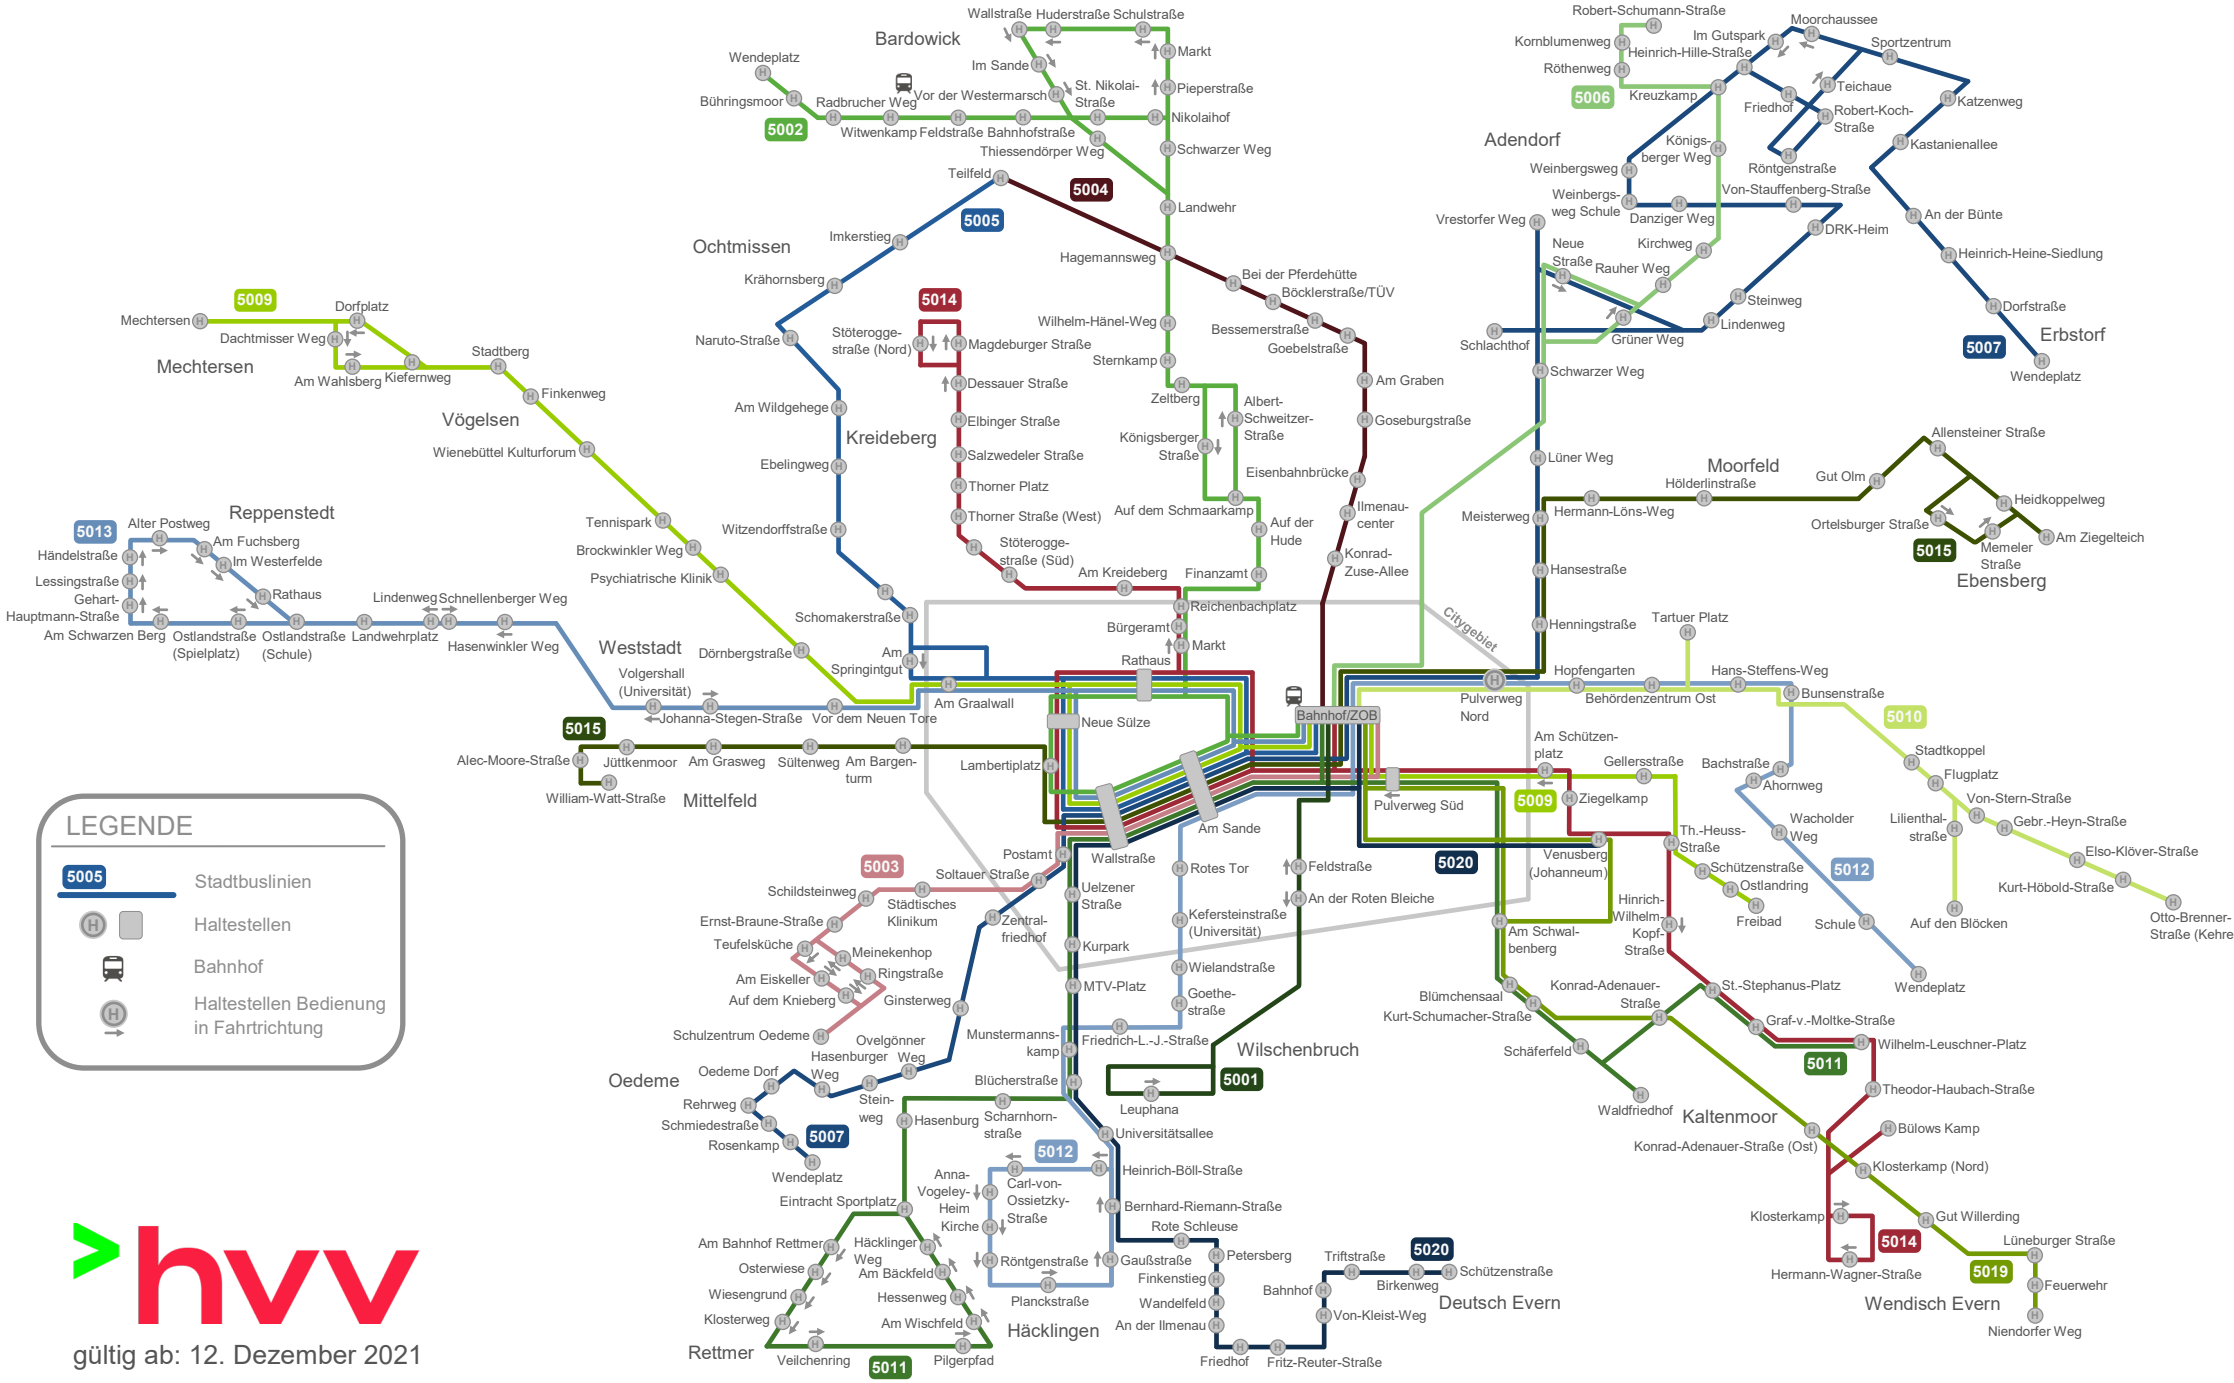 Wallstraße
Huderstraße
Schulstraße
Bardowick
Markt
Wendeplatz
Im Sande
Bühringsmoor
Radbrucher Weg
Vor der Westermarsch
St. Nikolai-
Straße
Pieperstraße
5002
Witwenkamp
Feldstraße
Bahnhofstraße
Nikolaihof
Thiessendörper Weg
Schwarzer Weg
Teilfeld
5004
5005
Landwehr
Imkerstieg
Ochtmissen
Hagemannsweg
Krähornsberg
Bei der Pferdehütte
Böcklerstraße/TÜV
Bessemerstraße
Goebelstraße
Naruto-Straße
5014
Stöterogge-
straße (Nord)
Magdeburger Straße
Wilhelm-Hänel-Weg
Sternkamp
Dessauer Straße
Zeltberg
Am Graben
Am Wildgehege
Elbinger Straße
Albert-
Schweitzer-
Straße
Goseburgstraße
Kreideberg
Königsberger
Straße
Salzwedeler Straße
Ebelingweg
Eisenbahnbrücke
Thorner Platz
Auf dem Schmaarkamp
Ilmenau-
center
Thorner Straße (West)
Witzendorffstraße
Auf der
Hude
Stöterogge-
straße (Süd)
Konrad-
Zuse-Allee
Am Kreideberg
Finanzamt
Schomakerstraße
Reichenbachplatz
Bürgeramt
Markt
Rathaus
Am
Springintgut
Citygebiet
Robert-Schumann-Straße
Moorchaussee
Kornblumenweg
Im Gutspark
Heinrich-Hille-Straße
Sportzentrum
Röthenweg
5006
Kreuzkamp
Teichaue
Friedhof
Katzenweg
Robert-Koch-
Straße
Adendorf
Königs-
berger Weg
Kastanienallee
Weinbergsweg
Röntgenstraße
Weinbergs-
weg Schule
Von-Stauffenberg-Straße
Danziger Weg
Vrestorfer Weg
An der Bünte
DRK-Heim
Neue
Straße
Kirchweg
Rauher Weg
Heinrich-Heine-Siedlung
Steinweg
Dorfstraße
Lindenweg
Schlachthof
Grüner Weg
Erbstorf
5007
Wendeplatz
Schwarzer Weg
Lüner Weg
Moorfeld
Allensteiner Straße
Gut Olm
Hölderlinstraße
Hermann-Löns-Weg
Heidkoppelweg
Meisterweg
Ortelsburger Straße
Memeler
Straße
Am Ziegelteich
5015
Ebensberg
Hansestraße
Henningstraße
Tartuer Platz
5009
Dorfplatz
Mechtersen
Dachtmisser Weg
Mechtersen
Am Wahlsberg
Kiefernweg
Stadtberg
Finkenweg
Vögelsen
Wienebüttel Kulturforum
Tennispark
Brockwinkler Weg
Psychiatrische Klinik
Dörnbergstraße
Reppenstedt
5013
Alter Postweg
Händelstraße
Am Fuchsberg
Im Westerfelde
Lessingstraße
Gehart-
Hauptmann-Straße
Rathaus
Am Schwarzen Berg
Ostlandstraße
(Spielplatz)
Ostlandstraße
(Schule)
Lindenweg
Landwehrplatz
Schnellenberger Weg
Hasenwinkler Weg
Weststadt
Volgershall
(Universität)
Johanna-Stegen-Straße
Vor dem Neuen Tore
Am Graalwall
Neue Sülze
Bahnhof/ZOB
Pulverweg
Nord
Hopfengarten
Behördenzentrum Ost
Hans-Steffens-Weg
Bunsenstraße
5010
5015
Alec-Moore-Straße
Jüttkenmoor
Am Grasweg
Sültenweg
Am Bargen-
turm
William-Watt-Straße
Mittelfeld
Lambertiplatz
Am Sande
Wallstraße
Pulverweg Süd
Am Schützen-
platz
Gellersstraße
5009
Ziegelkamp
Bachstraße
Ahornweg
Stadtkoppel
Flugplatz
Von-Stern-Straße
Lilienthal-
straße
Gebr.-Heyn-Straße
Elso-Klöver-Straße
Kurt-Höbold-Straße
Otto-Brenner-
Straße (Kehre
Auf den Blöcken
Wacholder
Weg
5012
Schule
Wendeplatz
Th.-Heuss-
Straße
Schützenstraße
Ostlandring
Freibad
Venusberg
(Johanneum)
5020
Hinrich-
Wilhelm-
Kopf-
Straße
Am Schwal-
benberg
Postamt
5003
Soltauer Straße
Schildsteinweg
Städtisches
Klinikum
Ernst-Braune-Straße
Teufelsküche
Meinekenhop
Am Eiskeller
Ringstraße
Auf dem Knieberg
Schulzentrum Oedeme
Zentral-
friedhof
Ginsterweg
Uelzener
Straße
Kurpark
MTV-Platz
Rotes Tor
Kefersteinstraße
(Universität)
Wielandstraße
Goethe-
straße
Friedrich-L.-J.-Straße
Munstermanns-
kamp
Blücherstraße
Feldstraße
An der Roten Bleiche
Wilschenbruch
5001
Leuphana
Blümchensaal
Kurt-Schumacher-Straße
Konrad-Adenauer-
Straße
St.-Stephanus-Platz
Graf-v.-Moltke-Straße
Wilhelm-Leuschner-Platz
5011
Schäferfeld
Waldfriedhof
Kaltenmoor
Theodor-Haubach-Straße
Bülows Kamp
Konrad-Adenauer-Straße (Ost)
Klosterkamp (Nord)
Klosterkamp
5014
Hermann-Wagner-Straße
Gut Willerding
Lüneburger Straße
5019
Feuerwehr
Wendisch Evern
Niendorfer Weg
Oedeme
Oedeme Dorf
Hasenburger
Weg
Ovelgönner
Weg
Stein-
weg
Rehrweg
Schmiedestraße
Rosenkamp
5007
Wendeplatz
Hasenburg
Scharnhorn-
straße
Universitätsallee
5012
Heinrich-Böll-Straße
Anna-
Vogeley-
Heim
Carl-von-
Ossietzky-
Straße
Bernhard-Riemann-Straße
Kirche
Röntgenstraße
Gaußstraße
Planckstraße
Häcklingen
Eintracht Sportplatz
Am Bahnhof Rettmer
Häcklinger
Weg
Osterwiese
Am Bäckfeld
Wiesengrund
Hessenweg
Klosterweg
Am Wischfeld
Rettmer
Veilchenring
5011
Pilgerpfad
Rote Schleuse
Petersberg
Finkenstieg
Wandelfeld
An der Ilmenau
Friedhof
Fritz-Reuter-Straße
Von-Kleist-Weg
Bahnhof
Triftstraße
Birkenweg
5020
Schützenstraße
Deutsch Evern
LEGENDE
5005
Stadtbuslinien
Haltestellen
Bahnhof
Haltestellen Bedienung
in Fahrtrichtung
hvv
gültig ab: 12. Dezember 2021